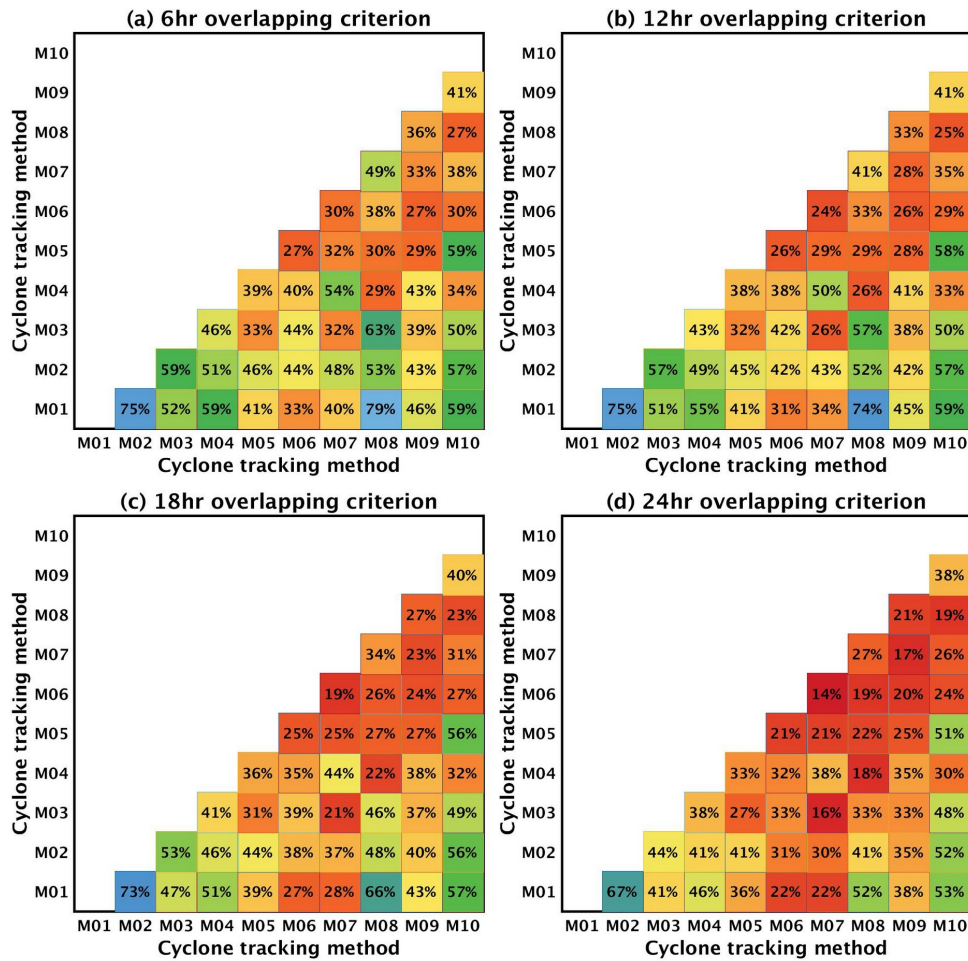 (a) 6hr overlapping criterion
Cyclone tracking method
M10
M09 41%
M08 36% 27%
M07 49% 33% 38%
M06 30% 38% 27% 30%
M05 27% 32% 30% 29% 59%
M04 39% 40% 54% 29% 43% 34%
M03 46% 33% 44% 32% 63% 39% 50%
M02 59% 51% 46% 44% 48% 53% 43% 57%
M01 75% 52% 59% 41% 33% 40% 79% 46% 59%
M01 M02 M03 M04 M05 M06 M07 M08 M09 M10
Cyclone tracking method
(b) 12hr overlapping criterion
Cyclone tracking method
M10
M09 41%
M08 33% 25%
M07 41% 28% 35%
M06 24% 33% 26% 29%
M05 26% 29% 29% 28% 58%
M04 38% 38% 50% 26% 41% 33%
M03 43% 32% 42% 26% 57% 38% 50%
M02 57% 49% 45% 42% 43% 52% 42% 57%
M01 75% 51% 55% 41% 31% 34% 74% 45% 59%
M01 M02 M03 M04 M05 M06 M07 M08 M09 M10
Cyclone tracking method
(c) 18hr overlapping criterion
Cyclone tracking method
M10
M09 40%
M08 27% 23%
M07 34% 23% 31%
M06 19% 26% 24% 27%
M05 25% 25% 27% 27% 56%
M04 36% 35% 44% 22% 38% 32%
M03 41% 31% 39% 21% 46% 37% 49%
M02 53% 46% 44% 38% 37% 48% 40% 56%
M01 73% 47% 51% 39% 27% 28% 66% 43% 57%
M01 M02 M03 M04 M05 M06 M07 M08 M09 M10
Cyclone tracking method
(d) 24hr overlapping criterion
Cyclone tracking method
M10
M09 38%
M08 21% 19%
M07 27% 17% 26%
M06 14% 19% 20% 24%
M05 21% 21% 22% 25% 51%
M04 33% 32% 38% 18% 35% 30%
M03 38% 27% 33% 16% 33% 33% 48%
M02 44% 41% 41% 31% 30% 41% 35% 52%
M01 67% 41% 46% 36% 22% 22% 52% 38% 53%
M01 M02 M03 M04 M05 M06 M07 M08 M09 M10
Cyclone tracking method